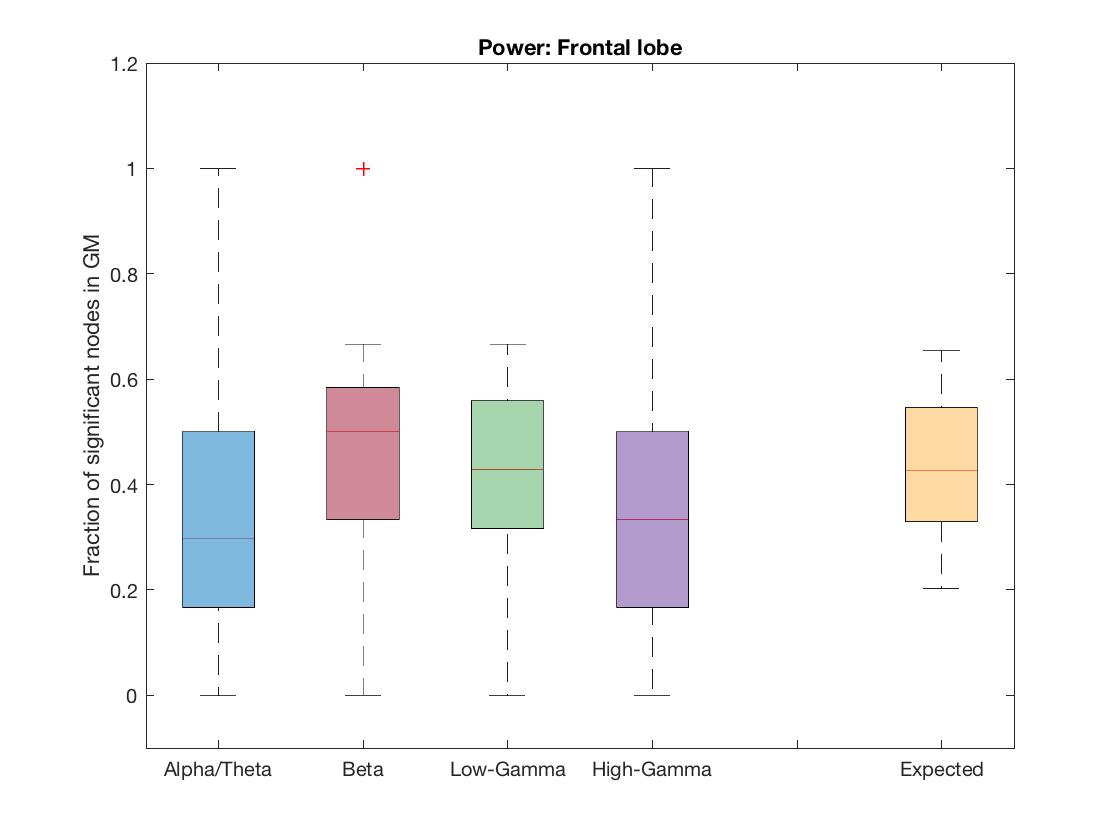 Power: Frontal lobe
Fraction of significant nodes in GM
1.2
1
0.8
0.6
0.4
0.2
0
Alpha/Theta Beta Low-Gamma High-Gamma Expected